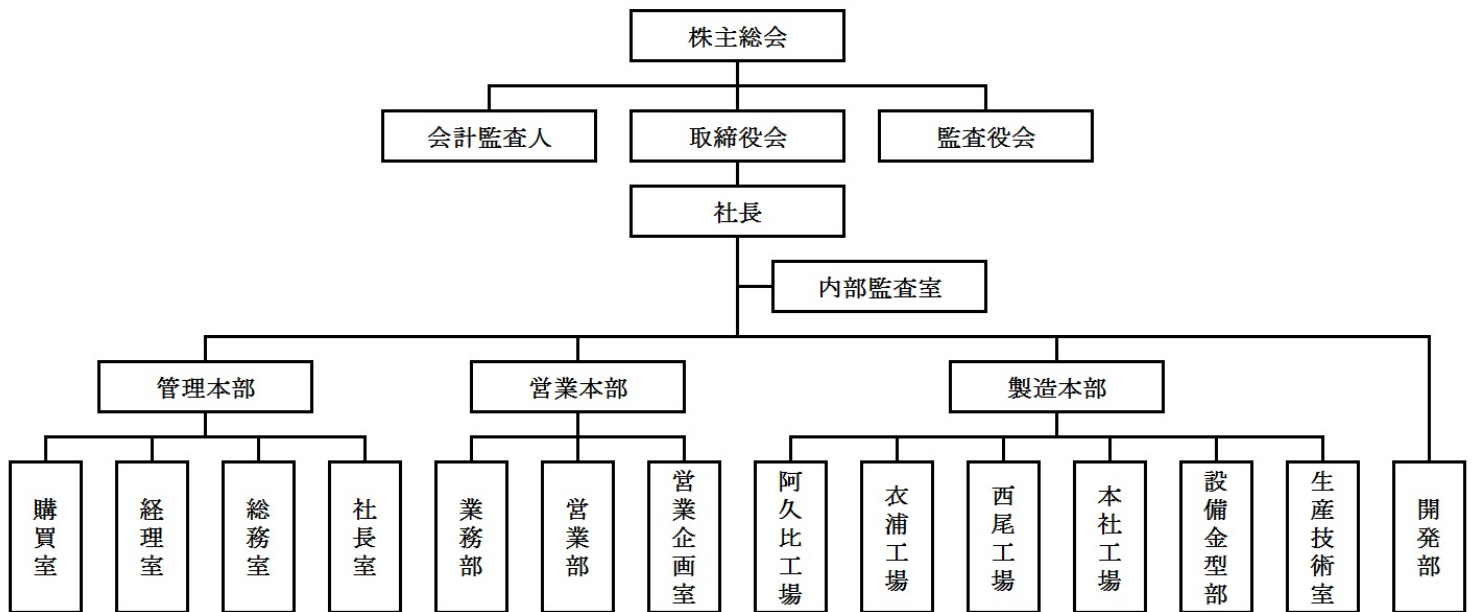 株主総会
会計監査人
取締役会
監査役会
社長
内部監査室
管理本部
営業本部
製造本部
購買室
経理室
総務室
社長室
業務部
営業部
営業企画室
阿久比工場
衣浦工場
西尾工場
本社工場
設備金型部
生産技術室
開発部